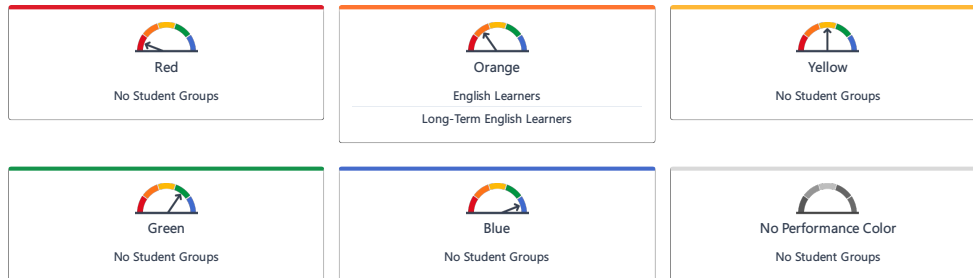 Red
No Student Groups
Orange
English Learners
Long-Term English Learners
Yellow
No Student Groups
Green
No Student Groups
Blue
No Student Groups
No Performance Color
No Student Groups